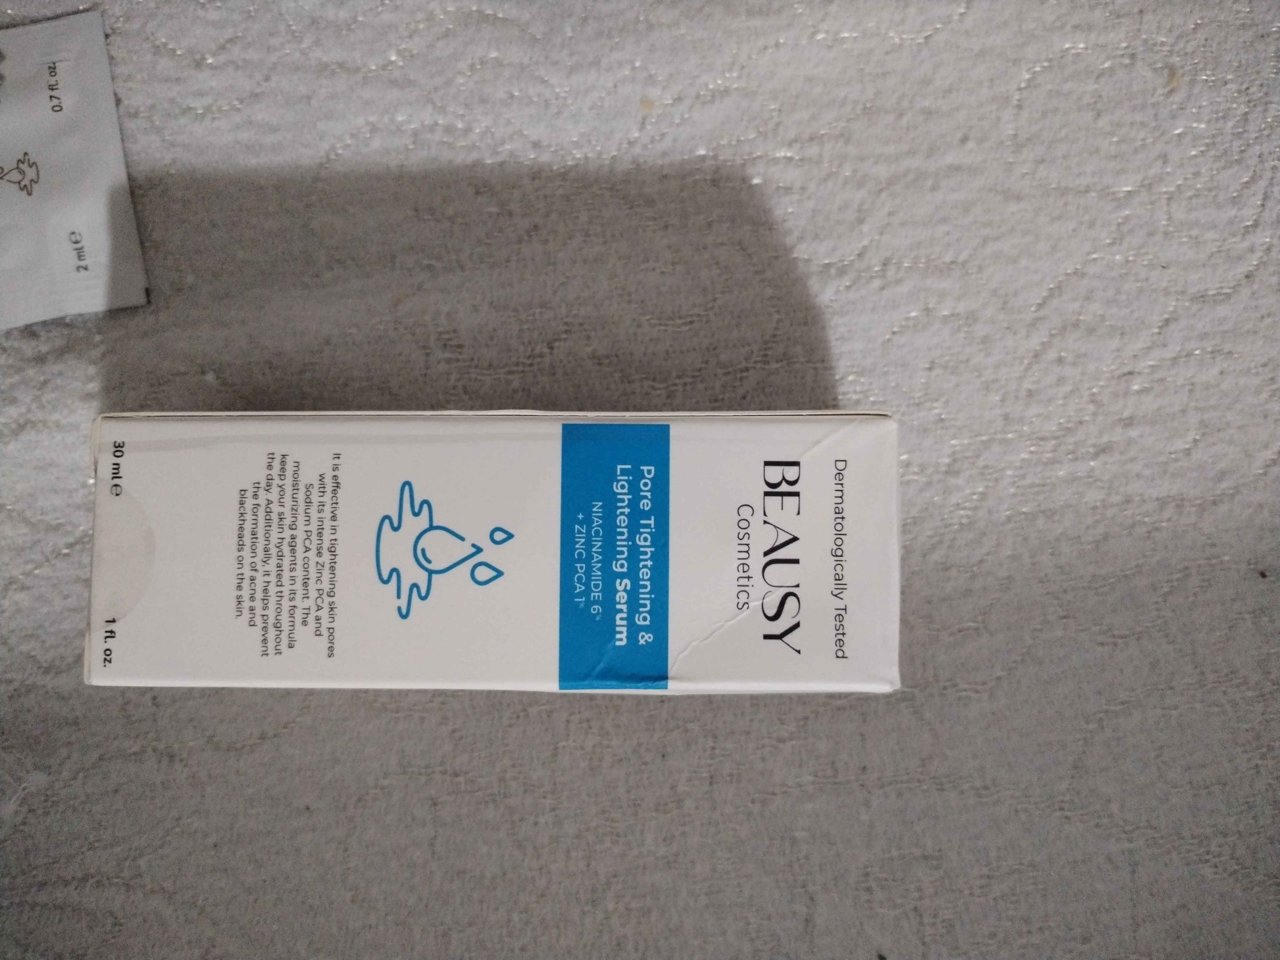 Dermatologically Tested
BEAUSY
Cosmetics
Pore Tightening &
Lightening Serum
NIACINAMIDE 6%
+ ZINC PCA 1%
It is effective in tightening skin pores
with its intense Zinc PCA and
Sodium PCA content. The
moisturizing agents in its formula
keep your skin hydrated throughout
the day. Additionally, it helps prevent
the formation of acne and
blackheads on the skin.
30 ml ℮ 1 fl. oz.
2 ml ℮ 0.7 fl. oz.